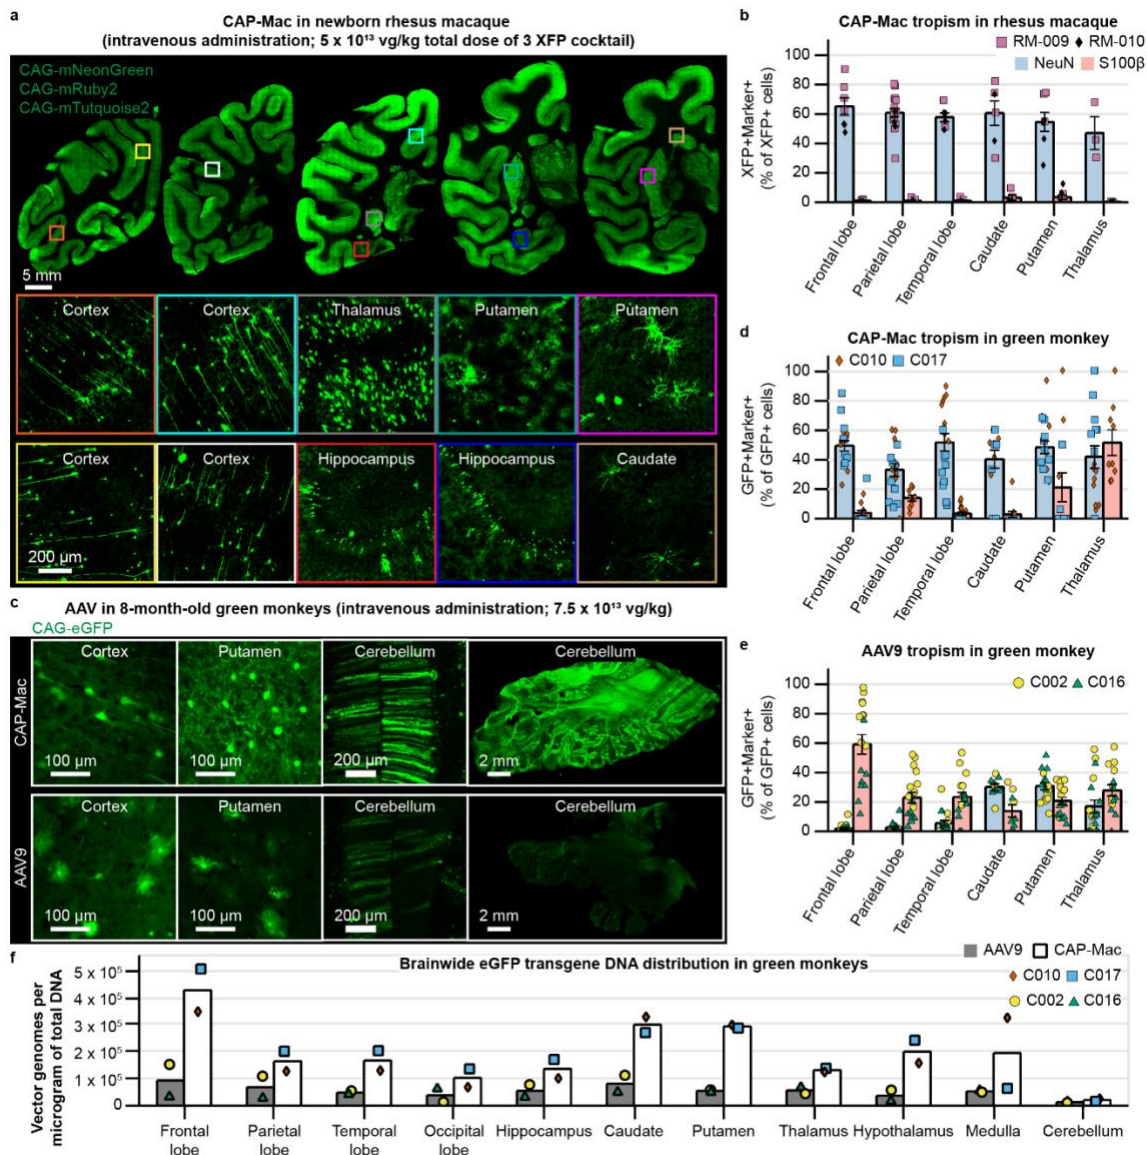 a
CAP-Mac in newborn rhesus macaque
(intravenous administration; 5 x 10¹³ vg/kg total dose of 3 XFP cocktail)
CAG-mNeonGreen
CAG-mRuby2
CAG-mTutquoise2
5 mm
Cortex
Cortex
Thalamus
Putamen
Putamen
Cortex
Cortex
Hippocampus
Hippocampus
Caudate
200 µm
b
CAP-Mac tropism in rhesus macaque
RM-009 RM-010
NeuN S100β
XFP+Marker+
(% of XFP+ cells)
100
80
60
40
20
0
Frontal lobe
Parietal lobe
Temporal lobe
Caudate
Putamen
Thalamus
d
CAP-Mac tropism in green monkey
C010 C017
GFP+Marker+
(% of GFP+ cells)
100
80
60
40
20
0
Frontal lobe
Parietal lobe
Temporal lobe
Caudate
Putamen
Thalamus
c
AAV in 8-month-old green monkeys (intravenous administration; 7.5 x 10¹³ vg/kg)
CAG-eGFP
CAP-Mac
Cortex
Putamen
Cerebellum
Cerebellum
100 µm
100 µm
200 µm
2 mm
AAV9
Cortex
Putamen
Cerebellum
Cerebellum
100 µm
100 µm
200 µm
2 mm
e
AAV9 tropism in green monkey
C002 C016
GFP+Marker+
(% of GFP+ cells)
100
80
60
40
20
0
Frontal lobe
Parietal lobe
Temporal lobe
Caudate
Putamen
Thalamus
f
Brainwide eGFP transgene DNA distribution in green monkeys
AAV9 CAP-Mac
C010 C017
C002 C016
Vector genomes per
microgram of total DNA
5 x 10⁵
4 x 10⁵
3 x 10⁵
2 x 10⁵
1 x 10⁵
0
Frontal
lobe
Parietal
lobe
Temporal
lobe
Occipital
lobe
Hippocampus
Caudate
Putamen
Thalamus
Hypothalamus
Medulla
Cerebellum